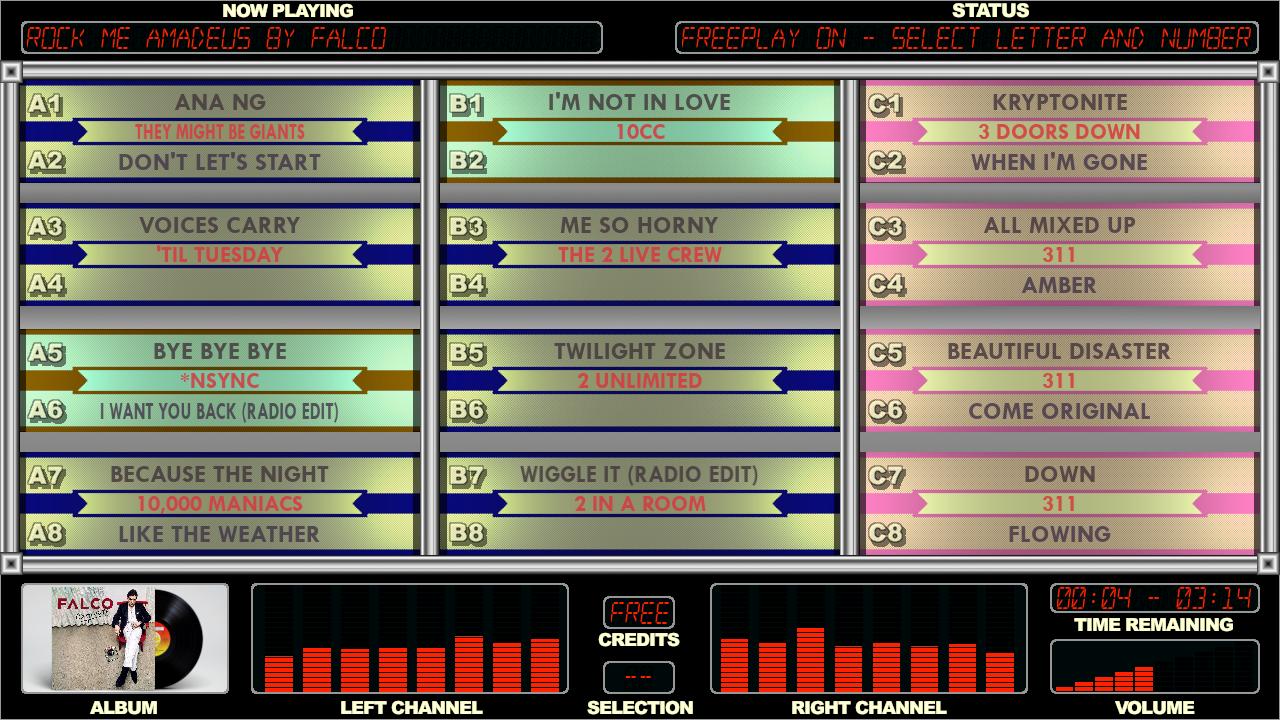 NOW PLAYING
STATUS
ROCK ME AMADEUS BY FALCO
FREEPLAY ON - SELECT LETTER AND NUMBER
A1 ANA NG
THEY MIGHT BE GIANTS
A2 DON'T LET'S START
A3 VOICES CARRY
'TIL TUESDAY
A4
A5 BYE BYE BYE
*NSYNC
A6 I WANT YOU BACK (RADIO EDIT)
A7 BECAUSE THE NIGHT
10,000 MANIACS
A8 LIKE THE WEATHER
B1 I'M NOT IN LOVE
10CC
B2
B3 ME SO HORNY
THE 2 LIVE CREW
B4
B5 TWILIGHT ZONE
2 UNLIMITED
B6
B7 WIGGLE IT (RADIO EDIT)
2 IN A ROOM
B8
C1 KRYPTONITE
3 DOORS DOWN
C2 WHEN I'M GONE
C3 ALL MIXED UP
311
C4 AMBER
C5 BEAUTIFUL DISASTER
311
C6 COME ORIGINAL
C7 DOWN
311
C8 FLOWING
FALCO
ALBUM
LEFT CHANNEL
FREE
CREDITS
-- --
SELECTION
RIGHT CHANNEL
00:04 - 03:14
TIME REMAINING
VOLUME